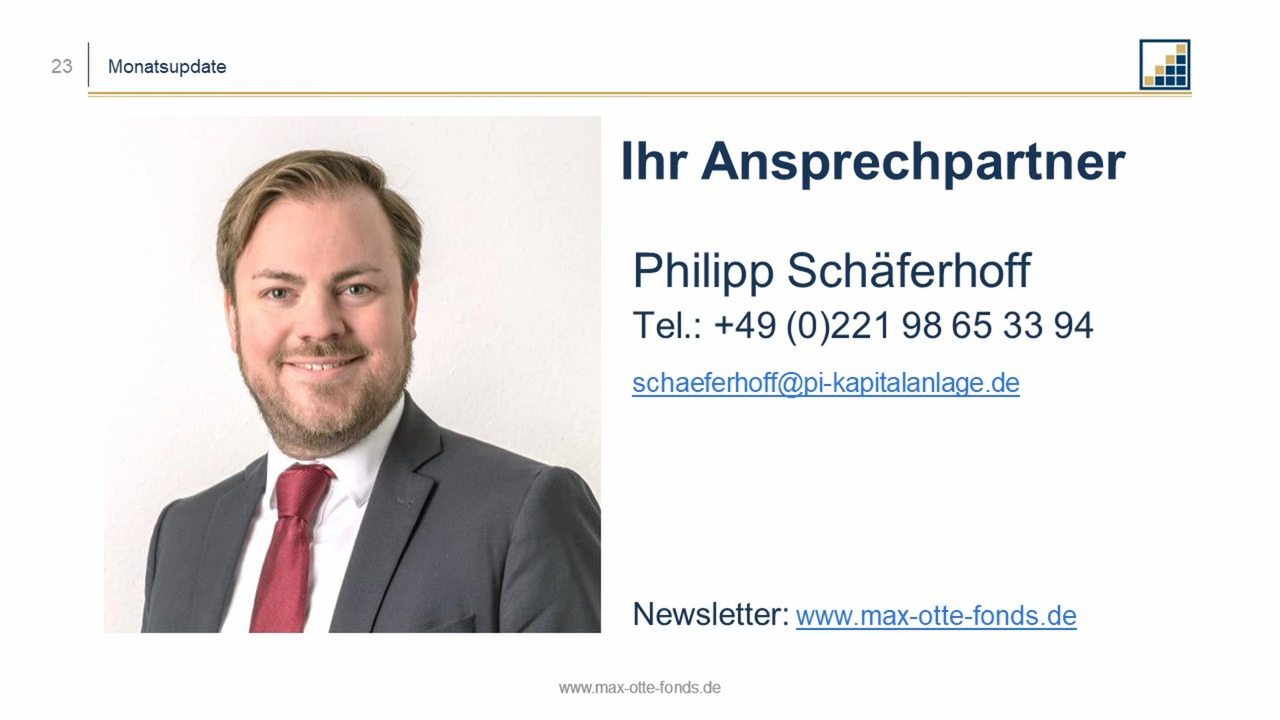 23
Monatsupdate
Ihr Ansprechpartner
Philipp Schäferhoff
Tel.: +49 (0)221 98 65 33 94
schaeferhoff@pi-kapitalanlage.de
Newsletter: www.max-otte-fonds.de
www.max-otte-fonds.de